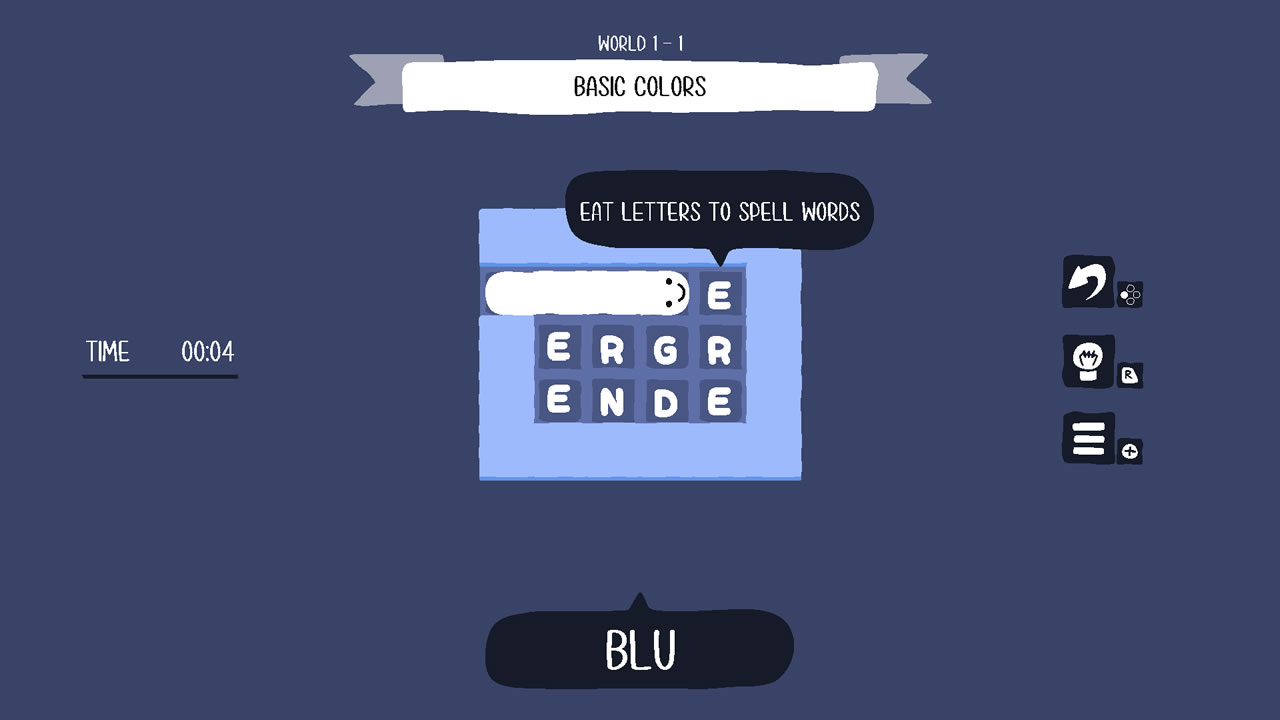 WORLD 1 - 1
BASIC COLORS
EAT LETTERS TO SPELL WORDS
E
E R G R
TIME 00:04
E N D E
R
BLU